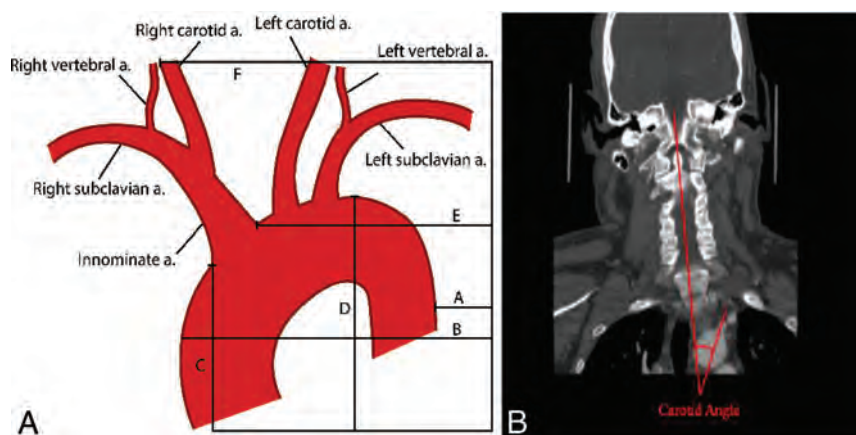 Right carotid a.
Left carotid a.
Right vertebral a.
Left vertebral a.
F
Right subclavian a.
Left subclavian a.
E
Innominate a.
A
D
B
C
A
Carotid Angle
B